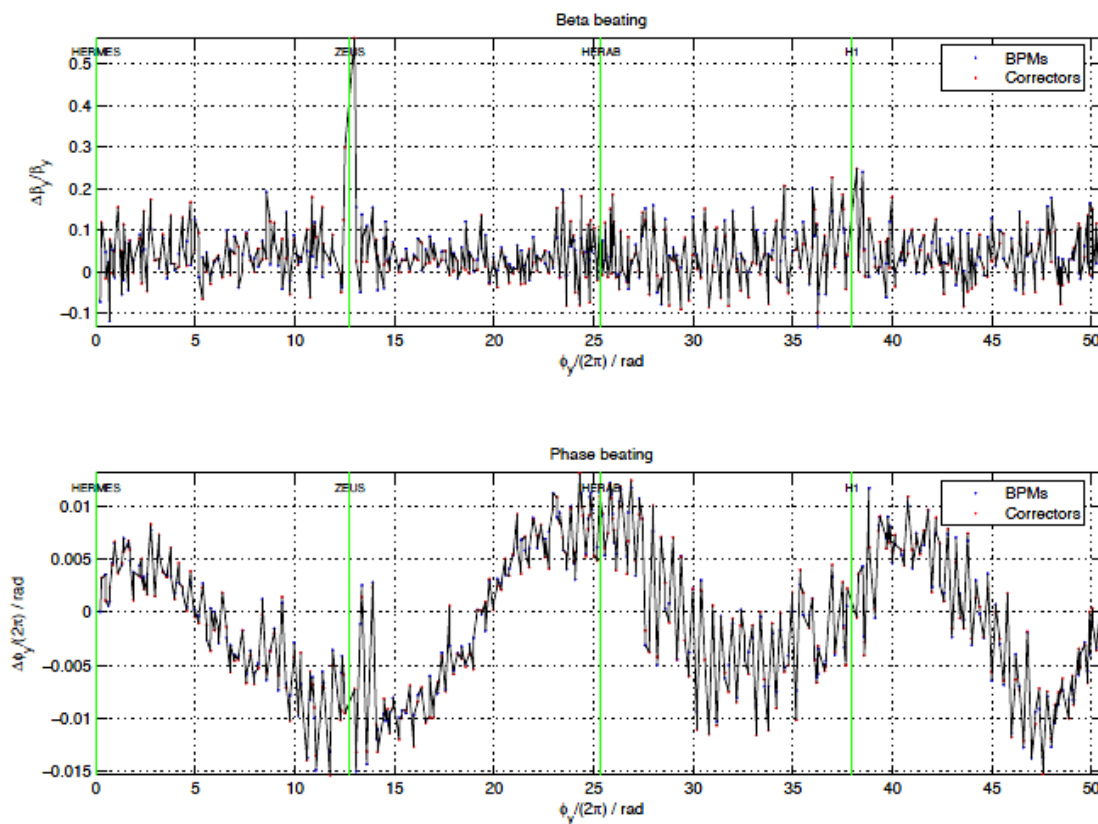 Beta beating
HERMES ZEUS HERAB H1
BPMs
Correctors
0.5
0.4
0.3
0.2
0.1
0
−0.1
Δβy/βy
0 5 10 15 20 25 30 35 40 45 50
ϕy/(2π) / rad
Phase beating
HERMES ZEUS HERAB H1
BPMs
Correctors
0.01
0.005
0
−0.005
−0.01
−0.015
Δϕy/(2π) / rad
0 5 10 15 20 25 30 35 40 45 50
ϕy/(2π) / rad